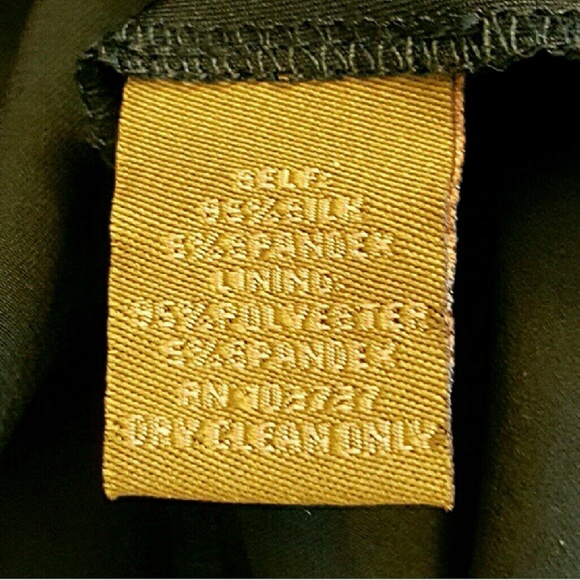 SELF:
95% SILK
5% SPANDEX
LINING:
95% POLYESTER
5% SPANDEX
RN 102727
DRY CLEAN ONLY